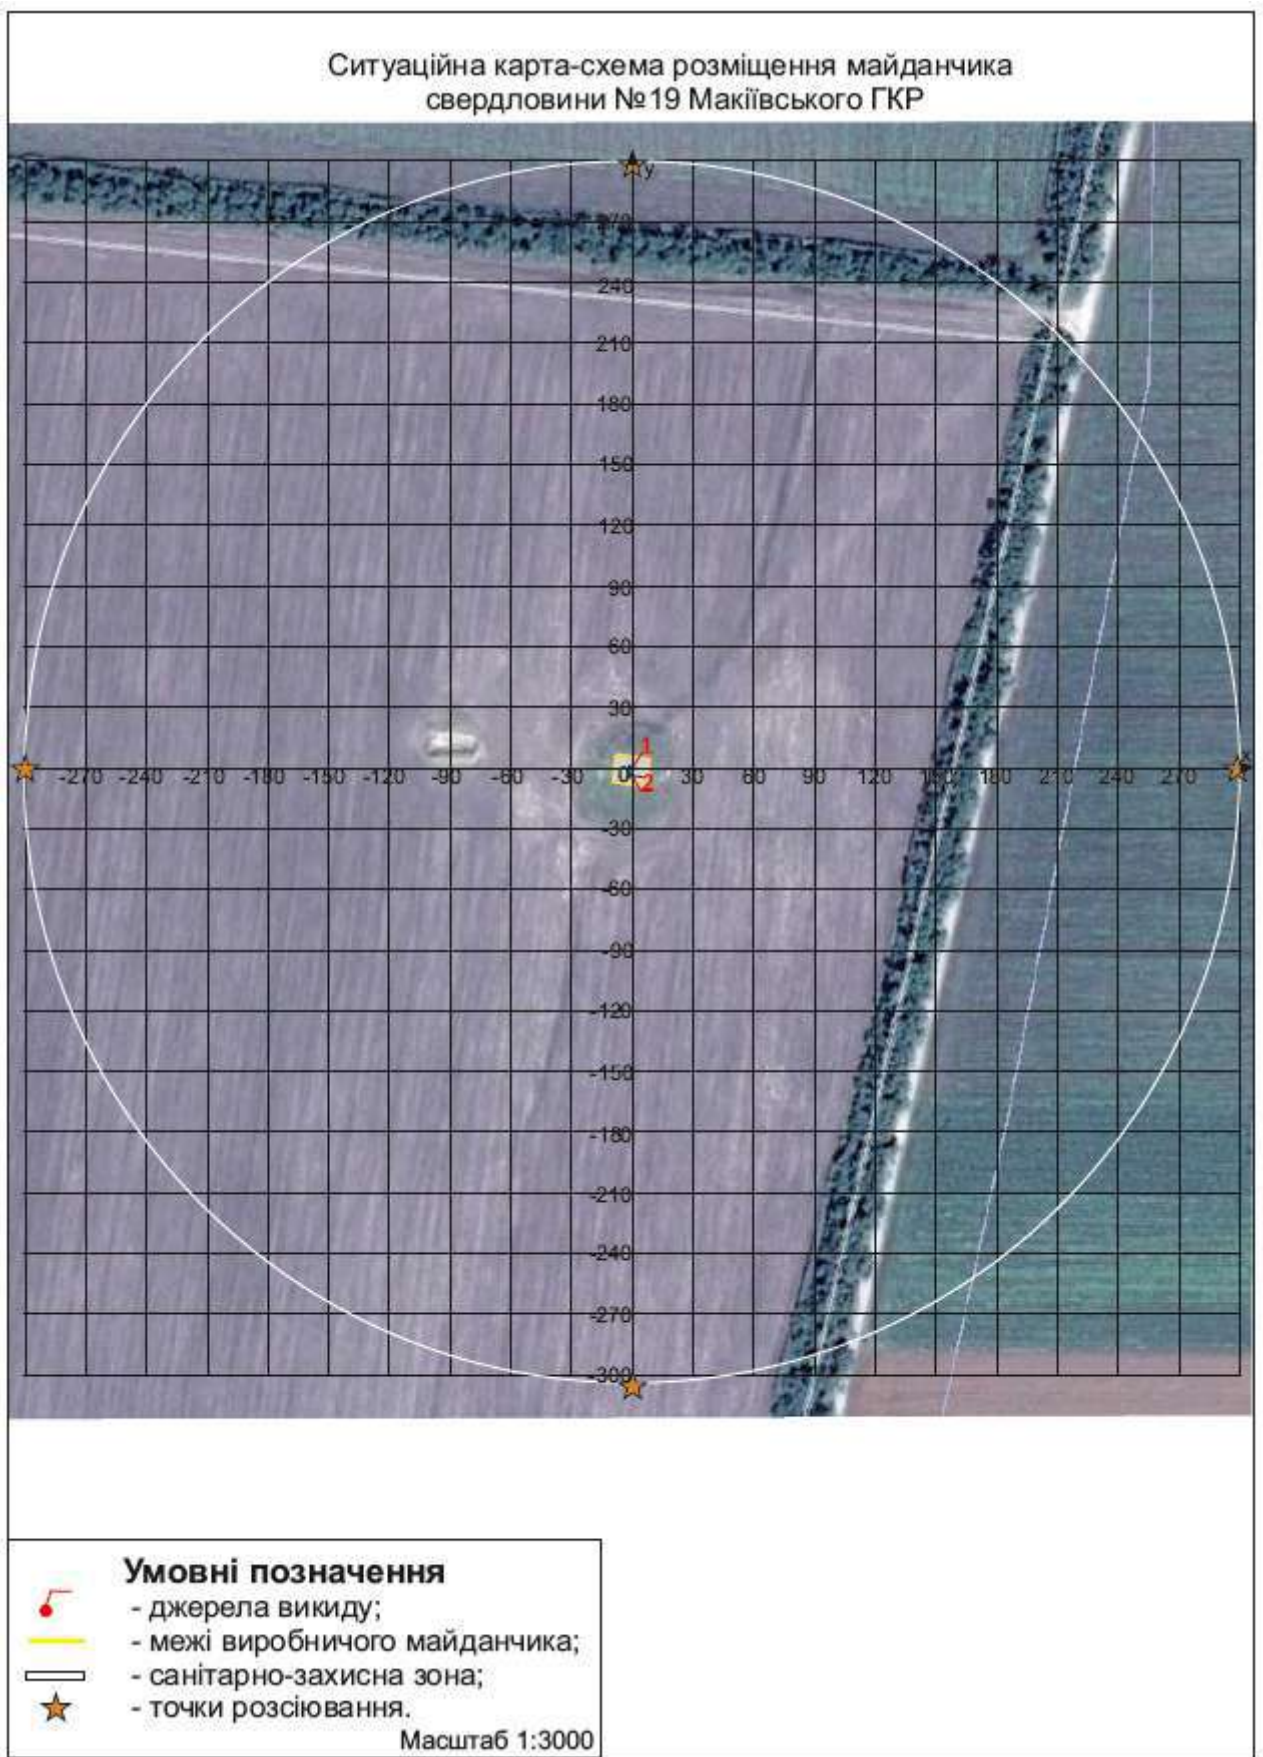 Ситуаційна карта-схема розміщення майданчика
свердловини №19 Макіївського ГКР
y
270
240
210
180
150
120
90
60
30
1
x
-270 -240 -210 -180 -150 -120 -90 -60 -30 0 30 60 90 120 150 180 210 240 270
2
-30
-60
-90
-120
-150
-180
-210
-240
-270
-300
Умовні позначення
- джерела викиду;
- межі виробничого майданчика;
- санітарно-захисна зона;
- точки розсіювання.
Масштаб 1:3000